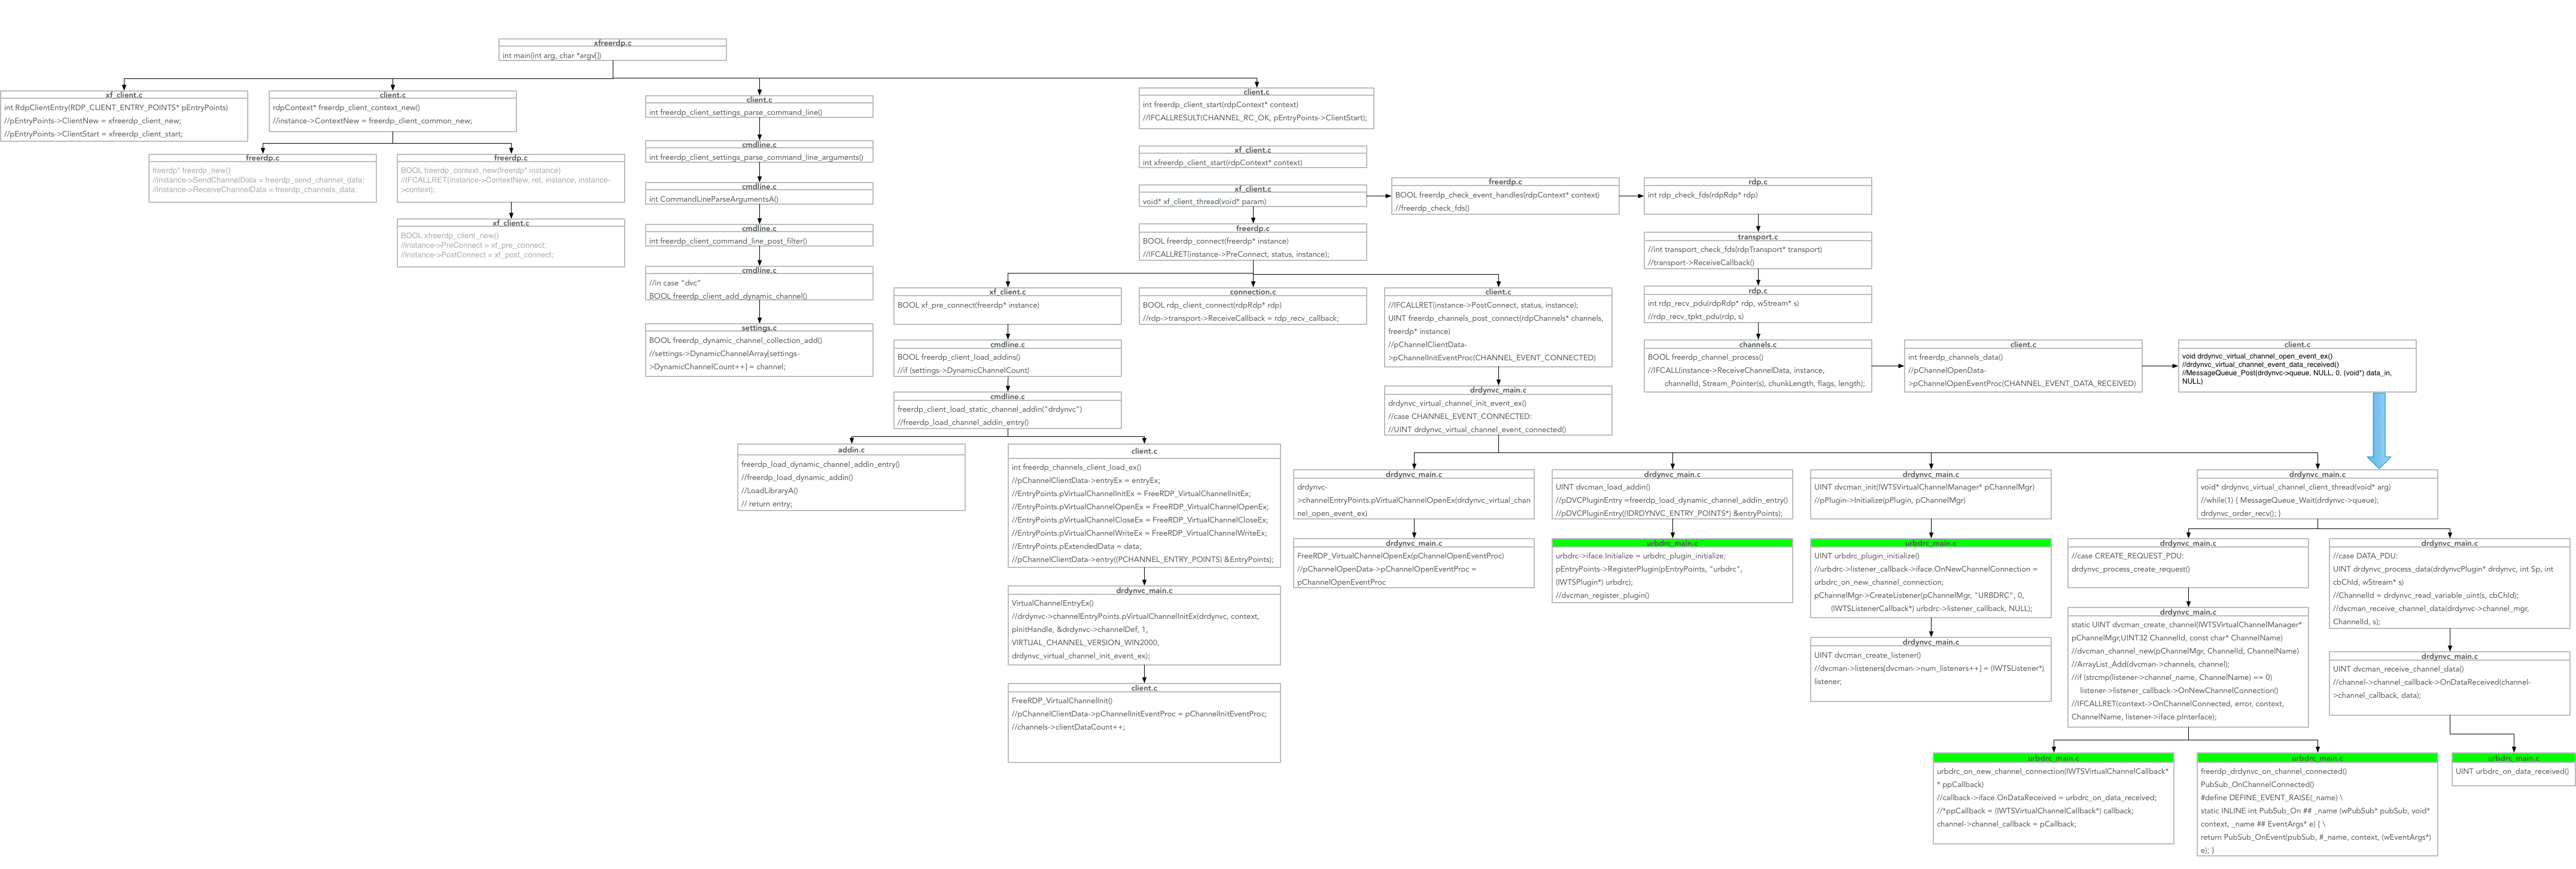 xfreerdp.c
int main(int arg, char *argv[])
xf_client.c
int RdpClientEntry(RDP_CLIENT_ENTRY_POINTS* pEntryPoints)
//pEntryPoints->ClientNew = xfreerdp_client_new;
//pEntryPoints->ClientStart = xfreerdp_client_start;
client.c
rdpContext* freerdp_client_context_new()
//instance->ContextNew = freerdp_client_common_new;
freerdp.c
freerdp* freerdp_new()
//instance->SendChannelData = freerdp_send_channel_data;
//instance->ReceiveChannelData = freerdp_channels_data;
freerdp.c
BOOL freerdp_context_new(freerdp* instance)
//IFCALLRET(instance->ContextNew, ret, instance, instance-
>context);
xf_client.c
BOOL xfreerdp_client_new()
//instance->PreConnect = xf_pre_connect;
//instance->PostConnect = xf_post_connect;
client.c
int freerdp_client_settings_parse_command_line()
cmdline.c
int freerdp_client_settings_parse_command_line_arguments()
cmdline.c
int CommandLineParseArgumentsA()
cmdline.c
int freerdp_client_command_line_post_filter()
cmdline.c
//in case "dvc"
BOOL freerdp_client_add_dynamic_channel()
settings.c
BOOL freerdp_dynamic_channel_collection_add()
//settings->DynamicChannelArray[settings-
>DynamicChannelCount++] = channel;
client.c
int freerdp_client_start(rdpContext* context)
//IFCALLRESULT(CHANNEL_RC_OK, pEntryPoints->ClientStart);
xf_client.c
int xfreerdp_client_start(rdpContext* context)
xf_client.c
void* xf_client_thread(void* param)
freerdp.c
BOOL freerdp_connect(freerdp* instance)
//IFCALLRET(instance->PreConnect, status, instance);
xf_client.c
BOOL xf_pre_connect(freerdp* instance)
cmdline.c
BOOL freerdp_client_load_addins()
//if (settings->DynamicChannelCount)
cmdline.c
freerdp_client_load_static_channel_addin("drdynvc")
//freerdp_load_channel_addin_entry()
addin.c
freerdp_load_dynamic_channel_addin_entry()
//freerdp_load_dynamic_addin()
//LoadLibraryA()
// return entry;
client.c
int freerdp_channels_client_load_ex()
//pChannelClientData->entryEx = entryEx;
//EntryPoints.pVirtualChannelInitEx = FreeRDP_VirtualChannelInitEx;
//EntryPoints.pVirtualChannelOpenEx = FreeRDP_VirtualChannelOpenEx;
//EntryPoints.pVirtualChannelCloseEx = FreeRDP_VirtualChannelCloseEx;
//EntryPoints.pVirtualChannelWriteEx = FreeRDP_VirtualChannelWriteEx;
//EntryPoints.pExtendedData = data;
//pChannelClientData->entry((PCHANNEL_ENTRY_POINTS) &EntryPoints);
drdynvc_main.c
VirtualChannelEntryEx()
//drdynvc->channelEntryPoints.pVirtualChannelInitEx(drdynvc, context,
pInitHandle, &drdynvc->channelDef, 1,
VIRTUAL_CHANNEL_VERSION_WIN2000,
drdynvc_virtual_channel_init_event_ex);
client.c
FreeRDP_VirtualChannelInit()
//pChannelClientData->pChannelInitEventProc = pChannelInitEventProc;
//channels->clientDataCount++;
connection.c
BOOL rdp_client_connect(rdpRdp* rdp)
//rdp->transport->ReceiveCallback = rdp_recv_callback;
client.c
//IFCALLRET(instance->PostConnect, status, instance);
UINT freerdp_channels_post_connect(rdpChannels* channels,
freerdp* instance)
//pChannelClientData-
>pChannelInitEventProc(CHANNEL_EVENT_CONNECTED)
drdynvc_main.c
drdynvc_virtual_channel_init_event_ex()
//case CHANNEL_EVENT_CONNECTED:
//UINT drdynvc_virtual_channel_event_connected()
freerdp.c
BOOL freerdp_check_event_handles(rdpContext* context)
//freerdp_check_fds()
rdp.c
int rdp_check_fds(rdpRdp* rdp)
transport.c
//int transport_check_fds(rdpTransport* transport)
//transport->ReceiveCallback()
rdp.c
int rdp_recv_pdu(rdpRdp* rdp, wStream* s)
//rdp_recv_tpkt_pdu(rdp, s)
channels.c
BOOL freerdp_channel_process()
//IFCALL(instance->ReceiveChannelData, instance,
channelId, Stream_Pointer(s), chunkLength, flags, length);
client.c
int freerdp_channels_data()
//pChannelOpenData-
>pChannelOpenEventProc(CHANNEL_EVENT_DATA_RECEIVED)
client.c
void drdynvc_virtual_channel_open_event_ex()
//drdynvc_virtual_channel_event_data_received()
//MessageQueue_Post(drdynvc->queue, NULL, 0, (void*) data_in,
NULL)
drdynvc_main.c
drdynvc-
>channelEntryPoints.pVirtualChannelOpenEx(drdynvc_virtual_chan
nel_open_event_ex)
drdynvc_main.c
FreeRDP_VirtualChannelOpenEx(pChannelOpenEventProc)
//pChannelOpenData->pChannelOpenEventProc =
pChannelOpenEventProc
drdynvc_main.c
UINT dvcman_load_addin()
//pDVCPluginEntry =freerdp_load_dynamic_channel_addin_entry()
//pDVCPluginEntry((IDRDYNVC_ENTRY_POINTS*) &entryPoints);
urbdrc_main.c
urbdrc->iface.Initialize = urbdrc_plugin_initialize;
pEntryPoints->RegisterPlugin(pEntryPoints, "urbdrc",
(IWTSPlugin*) urbdrc);
//dvcman_register_plugin()
drdynvc_main.c
UINT dvcman_init(IWTSVirtualChannelManager* pChannelMgr)
//pPlugin->Initialize(pPlugin, pChannelMgr)
urbdrc_main.c
UINT urbdrc_plugin_initialize()
//urbdrc->listener_callback->iface.OnNewChannelConnection =
urbdrc_on_new_channel_connection;
pChannelMgr->CreateListener(pChannelMgr, "URBDRC", 0,
(IWTSListenerCallback*) urbdrc->listener_callback, NULL);
drdynvc_main.c
UINT dvcman_create_listener()
//dvcman->listeners[dvcman->num_listeners++] = (IWTSListener*)
listener;
drdynvc_main.c
void* drdynvc_virtual_channel_client_thread(void* arg)
//while(1) { MessageQueue_Wait(drdynvc->queue);
drdynvc_order_recv(); }
drdynvc_main.c
//case CREATE_REQUEST_PDU:
drdynvc_process_create_request()
drdynvc_main.c
static UINT dvcman_create_channel(IWTSVirtualChannelManager*
pChannelMgr,UINT32 ChannelId, const char* ChannelName)
//dvcman_channel_new(pChannelMgr, ChannelId, ChannelName)
//ArrayList_Add(dvcman->channels, channel);
//if (strcmp(listener->channel_name, ChannelName) == 0)
listener->listener_callback->OnNewChannelConnection()
//IFCALLRET(context->OnChannelConnected, error, context,
ChannelName, listener->iface.pInterface);
drdynvc_main.c
//case DATA_PDU:
UINT drdynvc_process_data(drdynvcPlugin* drdynvc, int Sp, int
cbChId, wStream* s)
//ChannelId = drdynvc_read_variable_uint(s, cbChId);
//dvcman_receive_channel_data(drdynvc->channel_mgr,
ChannelId, s);
drdynvc_main.c
UINT dvcman_receive_channel_data()
//channel->channel_callback->OnDataReceived(channel-
>channel_callback, data);
urbdrc_main.c
urbdrc_on_new_channel_connection(IWTSVirtualChannelCallback*
* ppCallback)
//callback->iface.OnDataReceived = urbdrc_on_data_received;
//*ppCallback = (IWTSVirtualChannelCallback*) callback;
channel->channel_callback = pCallback;
urbdrc_main.c
freerdp_drdynvc_on_channel_connected()
PubSub_OnChannelConnected()
#define DEFINE_EVENT_RAISE(_name) \
static INLINE int PubSub_On ## _name (wPubSub* pubSub, void*
context, _name ## EventArgs* e) { \
return PubSub_OnEvent(pubSub, #_name, context, (wEventArgs*)
e); }
urbdrc_main.c
UINT urbdrc_on_data_received()